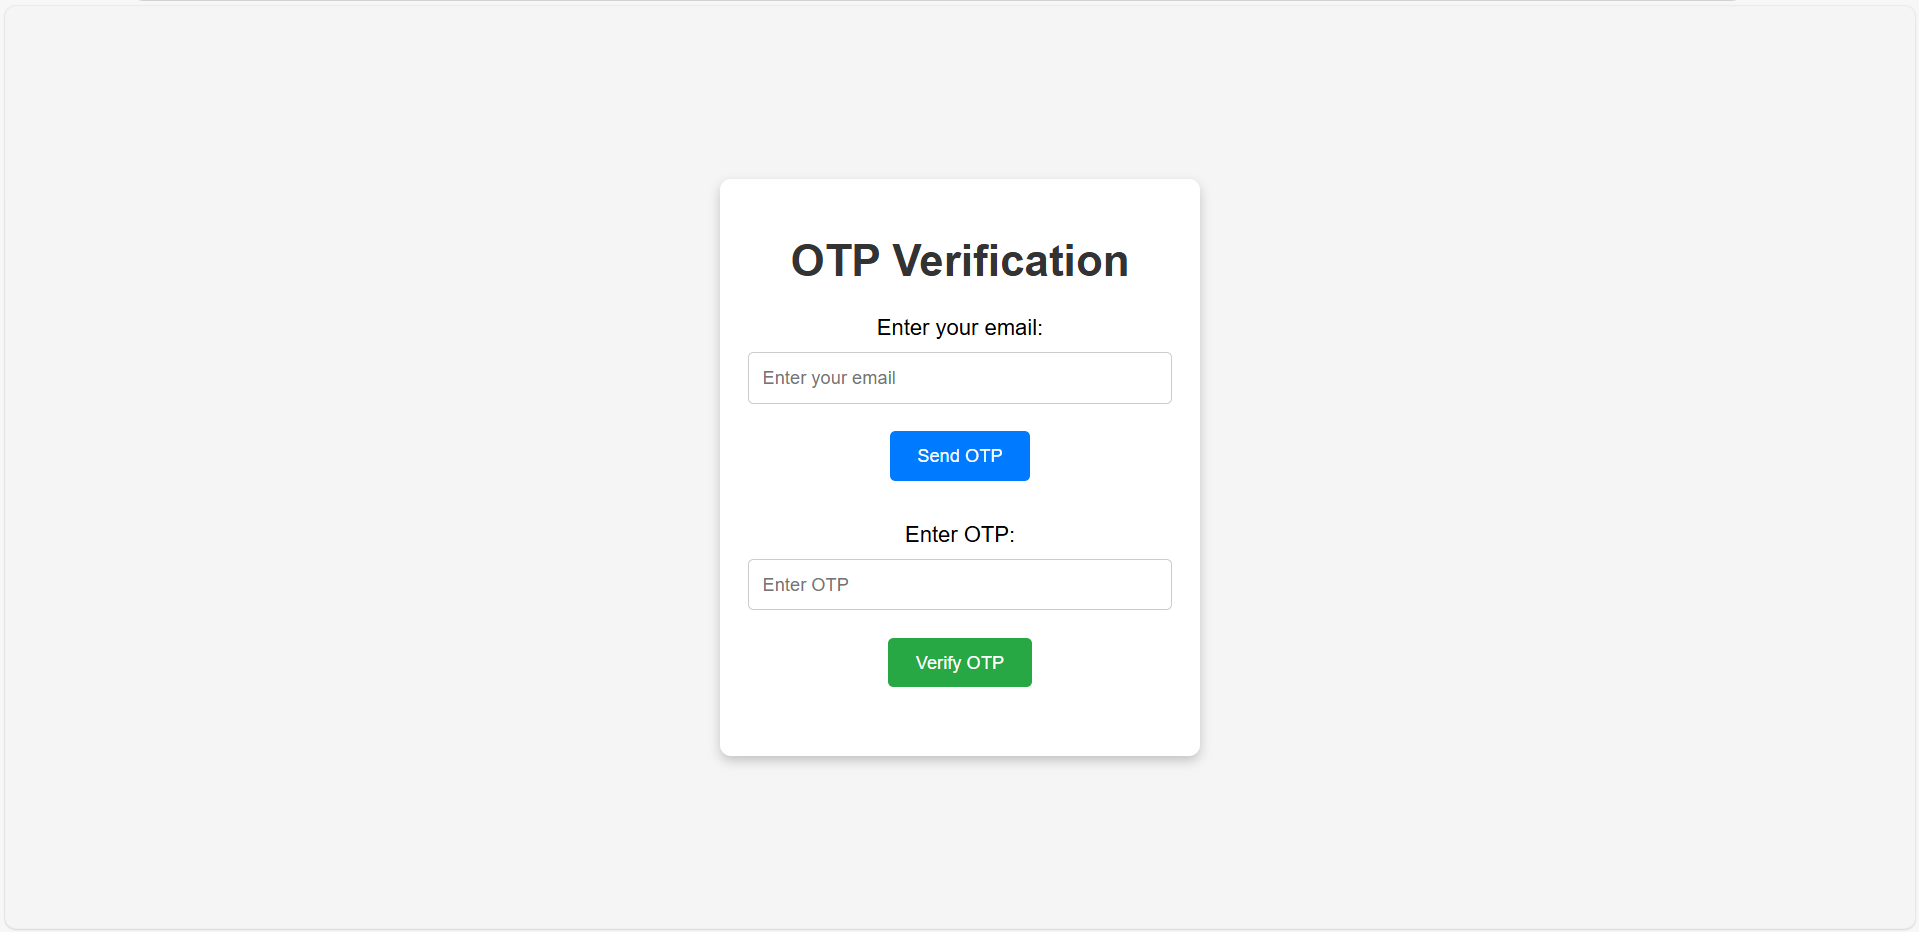 OTP Verification
Enter your email:
Enter your email
Send OTP
Enter OTP:
Enter OTP
Verify OTP